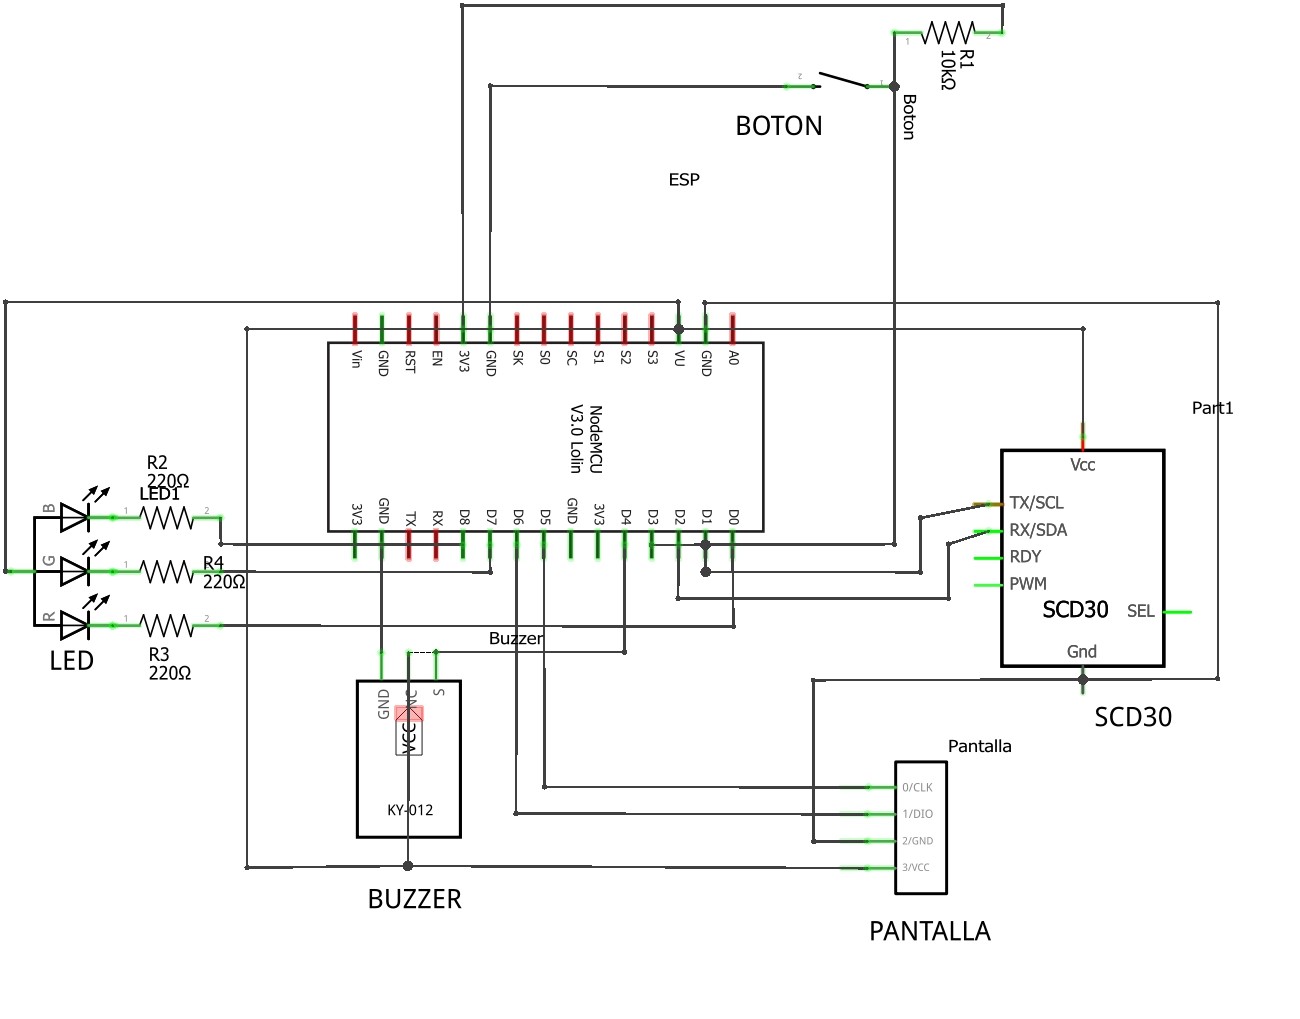 1
2
R1
10kΩ
2
1
BOTON
Boton
ESP
Vin
GND
RST
EN
3V3
GND
SK
S0
SC
S1
S2
S3
VU
GND
A0
NodeMCU
V3.0 Lolin
3V3
GND
TX
RX
D8
D7
D6
D5
GND
3V3
D4
D3
D2
D1
D0
Part1
Vcc
TX/SCL
RX/SDA
RDY
PWM
SCD30
SEL
Gnd
SCD30
R2
220Ω
LED1
B
1
2
G
1
R4
220Ω
R
1
2
LED
R3
220Ω
Buzzer
GND
NC
S
VCC
KY-012
BUZZER
Pantalla
0/CLK
1/DIO
2/GND
3/VCC
PANTALLA